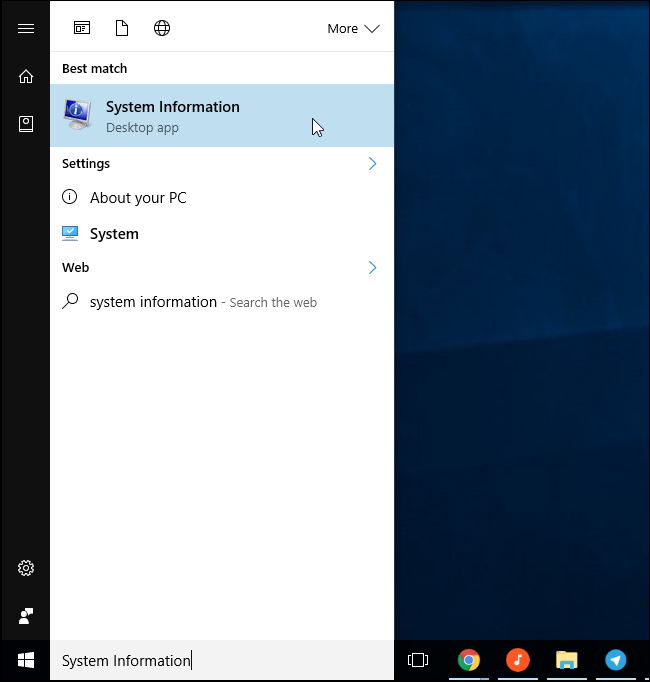 More
Best match
System Information
Desktop app
Settings
About your PC
System
Web
system information - Search the web
System Information